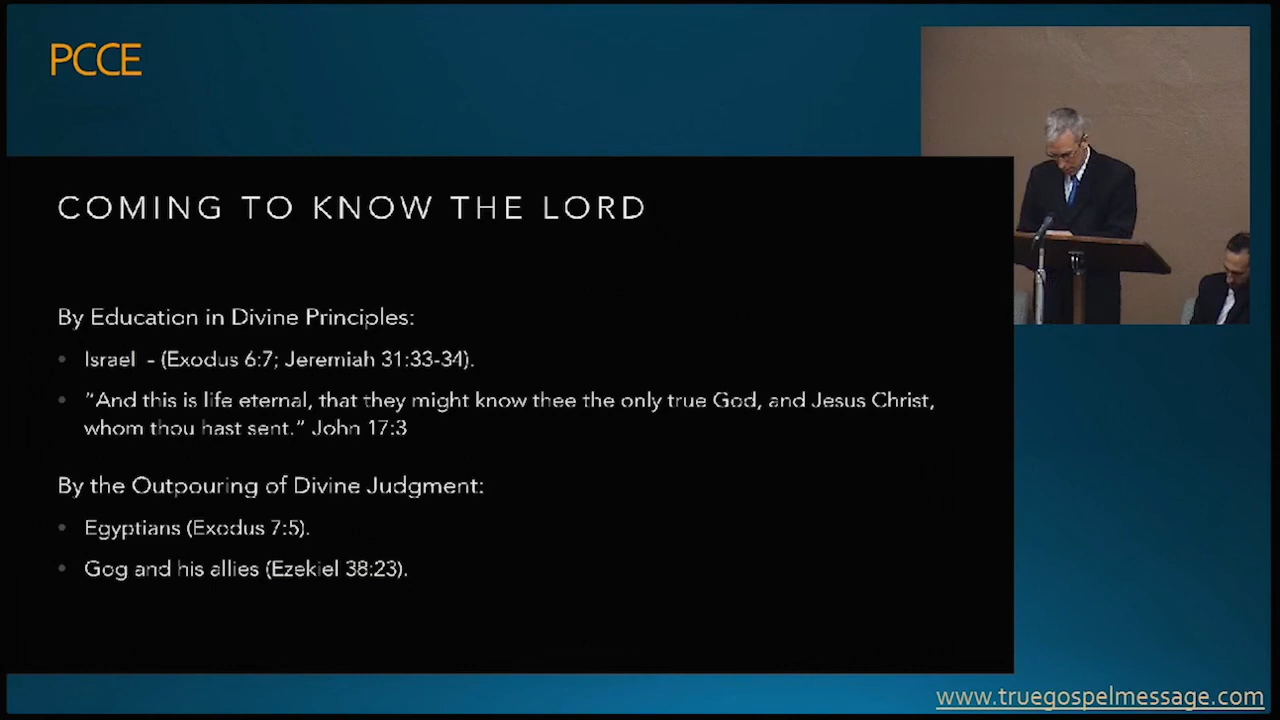 PCCE
COMING TO KNOW THE LORD
By Education in Divine Principles:
• Israel - (Exodus 6:7; Jeremiah 31:33-34).
• “And this is life eternal, that they might know thee the only true God, and Jesus Christ,
whom thou hast sent.” John 17:3
By the Outpouring of Divine Judgment:
• Egyptians (Exodus 7:5).
• Gog and his allies (Ezekiel 38:23).
www.truegospelmessage.com